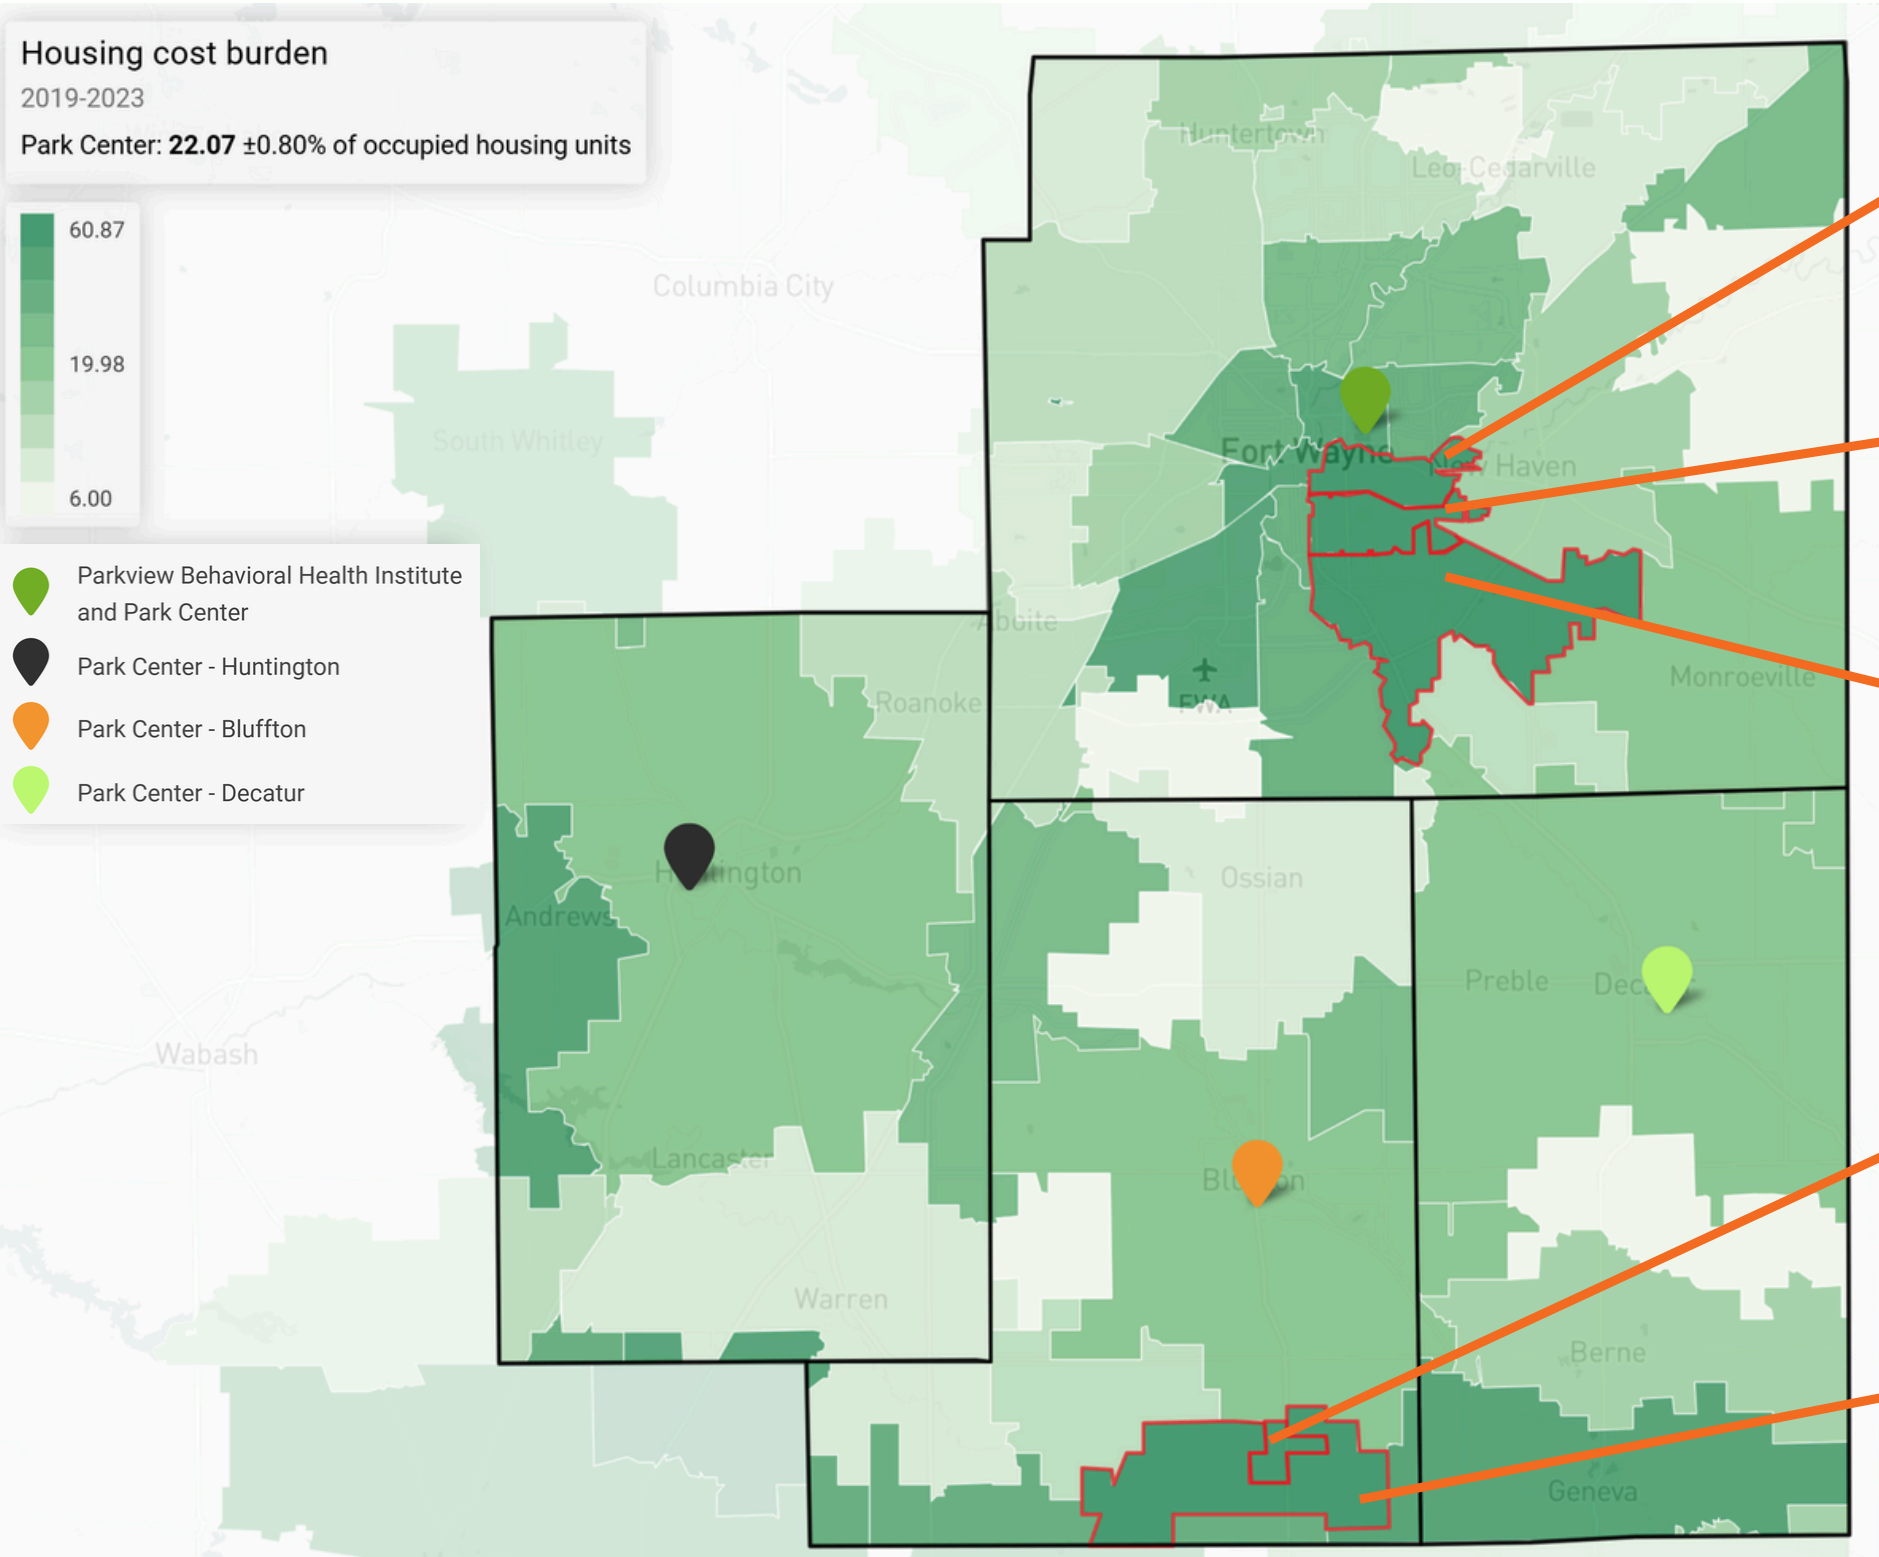 Housing cost burden
2019-2023
Park Center: 22.07 ±0.80% of occupied housing units
60.87
19.98
6.00
Parkview Behavioral Health Institute
and Park Center
Park Center - Huntington
Park Center - Bluffton
Park Center - Decatur
Huntertown
Leo-Cedarville
Columbia City
South Whitley
Fort Wayne
New Haven
Aboite
FWA
Monroeville
Roanoke
Huntington
Ossian
Andrews
Preble
Decatur
Wabash
Lancaster
Bluffton
Warren
Berne
Geneva